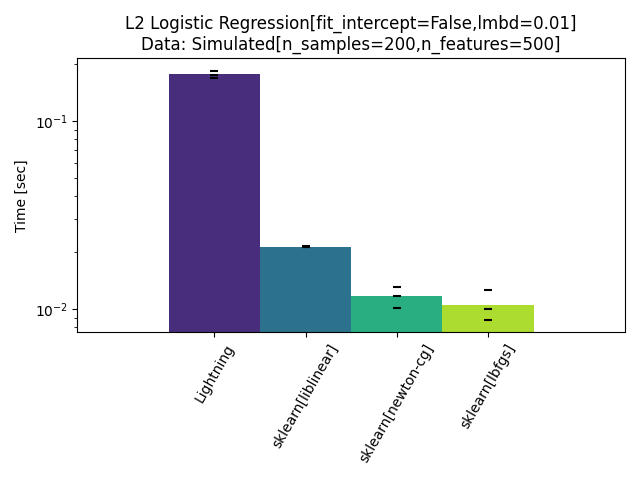 L2 Logistic Regression[fit_intercept=False,lmbd=0.01]
Data: Simulated[n_samples=200,n_features=500]
Time [sec]
10⁻¹
10⁻²
Lightning
sklearn[liblinear]
sklearn[newton-cg]
sklearn[lbfgs]